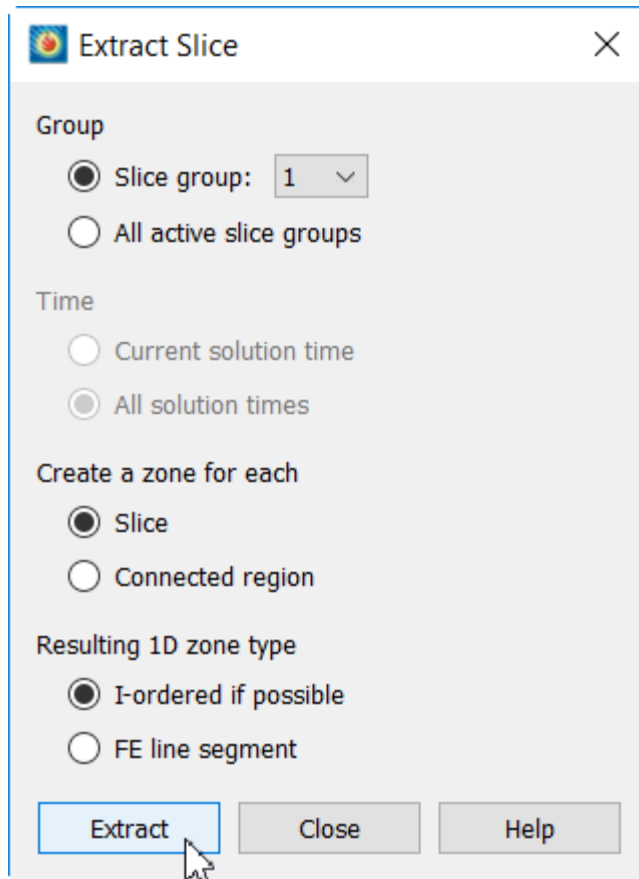 Extract Slice
Group
Slice group: 1
All active slice groups
Time
Current solution time
All solution times
Create a zone for each
Slice
Connected region
Resulting 1D zone type
I-ordered if possible
FE line segment
Extract Close Help